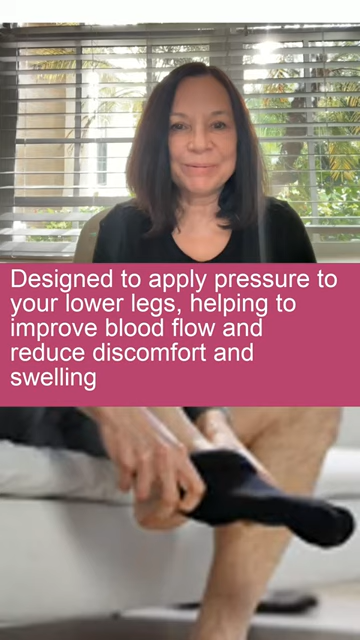 Designed to apply pressure to
your lower legs, helping to
improve blood flow and
reduce discomfort and
swelling